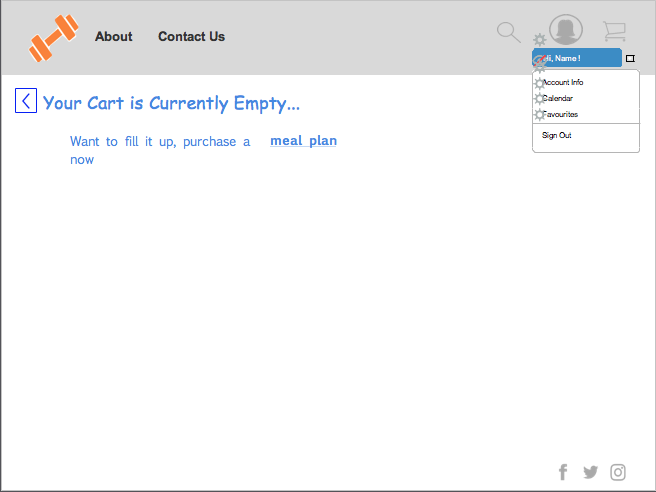 About Contact Us
Hi, Name !
Account Info
Calendar
Favourites
Sign Out
Your Cart is Currently Empty...
Want to fill it up, purchase a meal plan
now